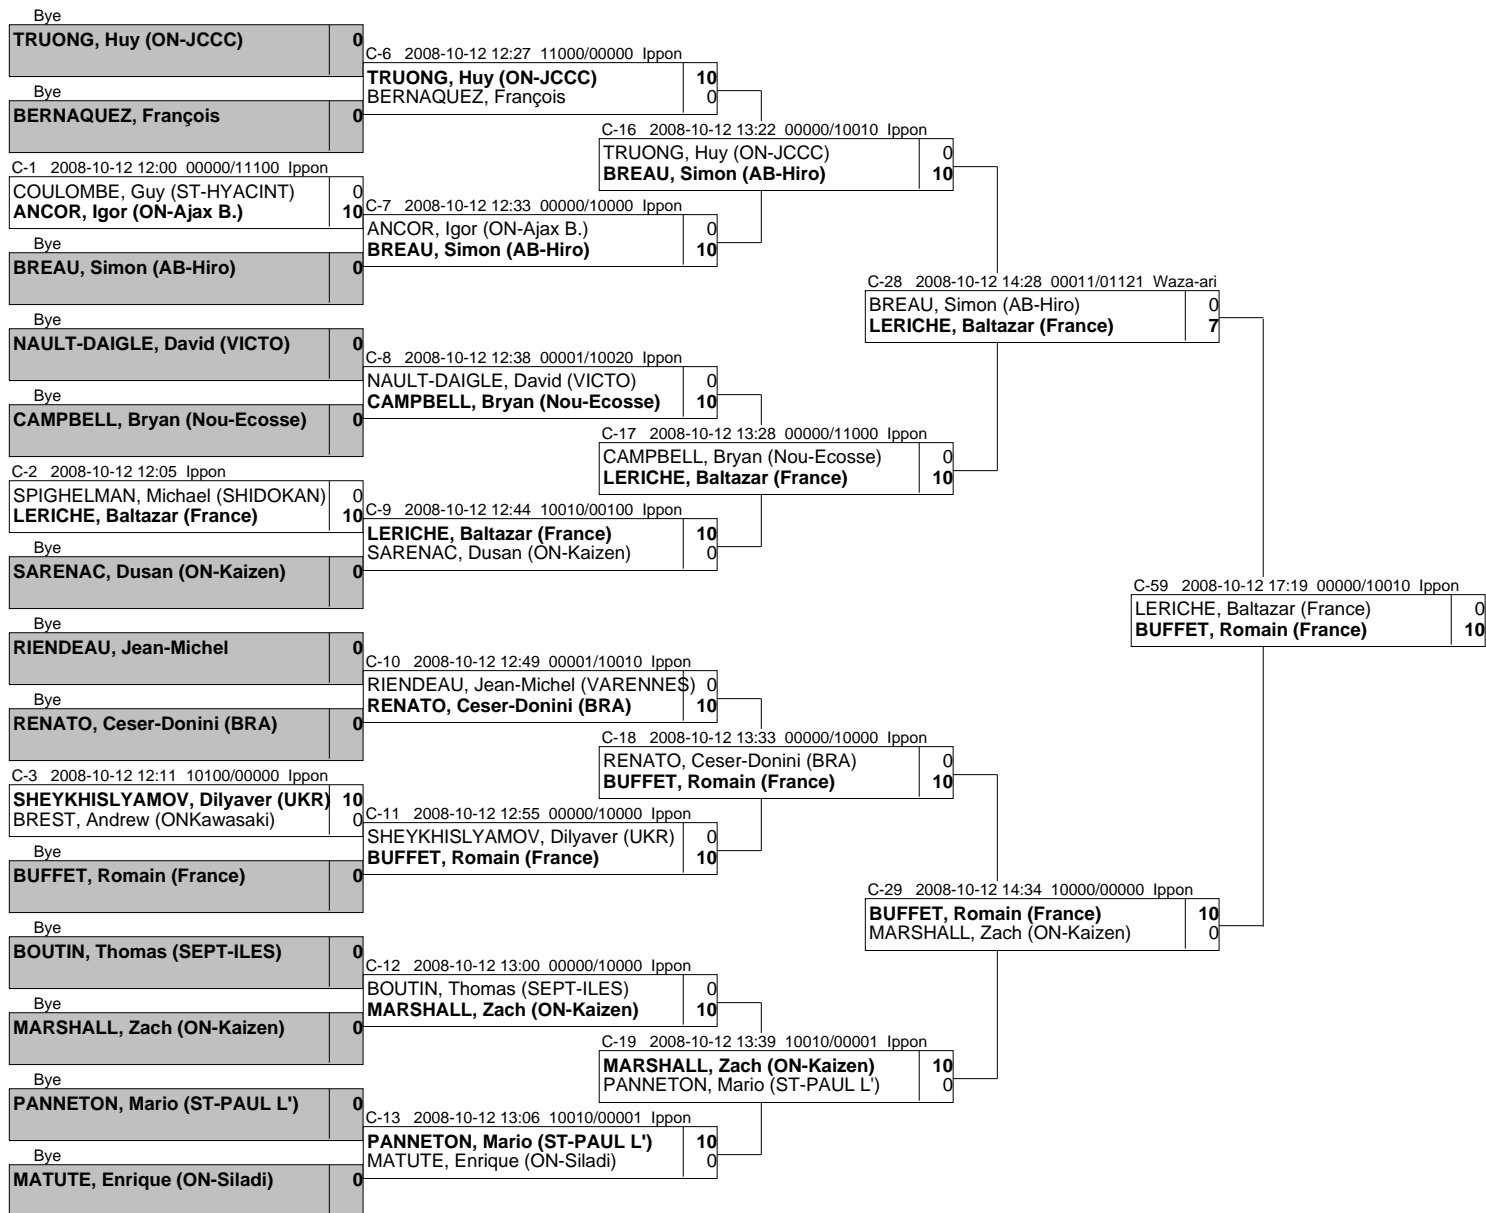 Bye
TRUONG, Huy (ON-JCCC) 0
Bye
BERNAQUEZ, François 0
C-1 2008-10-12 12:00 00000/11100 Ippon
COULOMBE, Guy (ST-HYACINT) 0
ANCOR, Igor (ON-Ajax B.) 10
Bye
BREAU, Simon (AB-Hiro) 0
Bye
NAULT-DAIGLE, David (VICTO) 0
Bye
CAMPBELL, Bryan (Nou-Ecosse) 0
C-2 2008-10-12 12:05 Ippon
SPIGHELMAN, Michael (SHIDOKAN) 0
LERICHE, Baltazar (France) 10
Bye
SARENAC, Dusan (ON-Kaizen) 0
Bye
RIENDEAU, Jean-Michel 0
Bye
RENATO, Ceser-Donini (BRA) 0
C-3 2008-10-12 12:11 10100/00000 Ippon
SHEYKHISLYAMOV, Dilyaver (UKR) 10
BREST, Andrew (ONKawasaki) 0
Bye
BUFFET, Romain (France) 0
Bye
BOUTIN, Thomas (SEPT-ILES) 0
Bye
MARSHALL, Zach (ON-Kaizen) 0
Bye
PANNETON, Mario (ST-PAUL L') 0
Bye
MATUTE, Enrique (ON-Siladi) 0
C-6 2008-10-12 12:27 11000/00000 Ippon
TRUONG, Huy (ON-JCCC) 10
BERNAQUEZ, François 0
C-7 2008-10-12 12:33 00000/10000 Ippon
ANCOR, Igor (ON-Ajax B.) 0
BREAU, Simon (AB-Hiro) 10
C-8 2008-10-12 12:38 00001/10020 Ippon
NAULT-DAIGLE, David (VICTO) 0
CAMPBELL, Bryan (Nou-Ecosse) 10
C-9 2008-10-12 12:44 10010/00100 Ippon
LERICHE, Baltazar (France) 10
SARENAC, Dusan (ON-Kaizen) 0
C-10 2008-10-12 12:49 00001/10010 Ippon
RIENDEAU, Jean-Michel (VARENNES) 0
RENATO, Ceser-Donini (BRA) 10
C-11 2008-10-12 12:55 00000/10000 Ippon
SHEYKHISLYAMOV, Dilyaver (UKR) 0
BUFFET, Romain (France) 10
C-12 2008-10-12 13:00 00000/10000 Ippon
BOUTIN, Thomas (SEPT-ILES) 0
MARSHALL, Zach (ON-Kaizen) 10
C-13 2008-10-12 13:06 10010/00001 Ippon
PANNETON, Mario (ST-PAUL L') 10
MATUTE, Enrique (ON-Siladi) 0
C-16 2008-10-12 13:22 00000/10010 Ippon
TRUONG, Huy (ON-JCCC) 0
BREAU, Simon (AB-Hiro) 10
C-17 2008-10-12 13:28 00000/11000 Ippon
CAMPBELL, Bryan (Nou-Ecosse) 0
LERICHE, Baltazar (France) 10
C-18 2008-10-12 13:33 00000/10000 Ippon
RENATO, Ceser-Donini (BRA) 0
BUFFET, Romain (France) 10
C-19 2008-10-12 13:39 10010/00001 Ippon
MARSHALL, Zach (ON-Kaizen) 10
PANNETON, Mario (ST-PAUL L') 0
C-28 2008-10-12 14:28 00011/01121 Waza-ari
BREAU, Simon (AB-Hiro) 0
LERICHE, Baltazar (France) 7
C-29 2008-10-12 14:34 10000/00000 Ippon
BUFFET, Romain (France) 10
MARSHALL, Zach (ON-Kaizen) 0
C-59 2008-10-12 17:19 00000/10010 Ippon
LERICHE, Baltazar (France) 0
BUFFET, Romain (France) 10